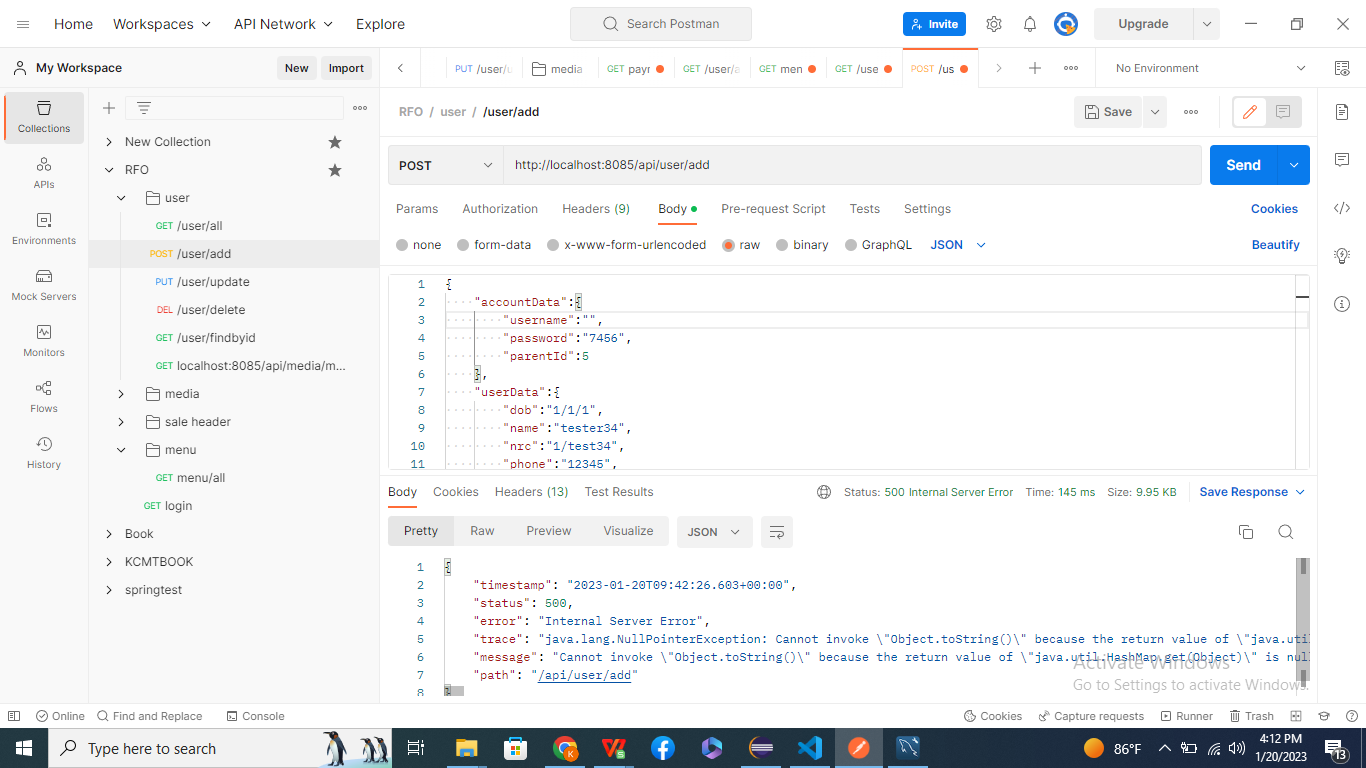 Home Workspaces API Network Explore Search Postman Invite Upgrade
My Workspace New Import PUT /user/u media GET payr GET /user/a GET men GET /use POST /us No Environment
Collections
APIs
Environments
Mock Servers
Monitors
Flows
History
New Collection
RFO
user
GET /user/all
POST /user/add
PUT /user/update
DEL /user/delete
GET /user/findbyid
GET localhost:8085/api/media/m...
media
sale header
menu
GET menu/all
GET login
Book
KCMTBOOK
springtest
RFO / user / /user/add Save
POST http://localhost:8085/api/user/add Send
Params Authorization Headers (9) Body Pre-request Script Tests Settings Cookies
none form-data x-www-form-urlencoded raw binary GraphQL JSON Beautify
1 {
2 "accountData":{
3 "username":"",
4 "password":"7456",
5 "parentId":5
6 },
7 "userData":{
8 "dob":"1/1/1",
9 "name":"tester34",
10 "nrc":"1/test34",
11 "phone":"12345",
Body Cookies Headers (13) Test Results Status: 500 Internal Server Error Time: 145 ms Size: 9.95 KB Save Response
Pretty Raw Preview Visualize JSON
1 {
2 "timestamp": "2023-01-20T09:42:26.603+00:00",
3 "status": 500,
4 "error": "Internal Server Error",
5 "trace": "java.lang.NullPointerException: Cannot invoke \"Object.toString()\" because the return value of \"java.uti
6 "message": "Cannot invoke \"Object.toString()\" because the return value of \"java.util.HashMap.get(Object)\" is nul
7 "path": "/api/user/add"
8 }
Activate Windows
Go to Settings to activate Windows.
Online Find and Replace Console Cookies Capture requests Runner Trash
Type here to search 86°F 4:12 PM
1/20/2023 13